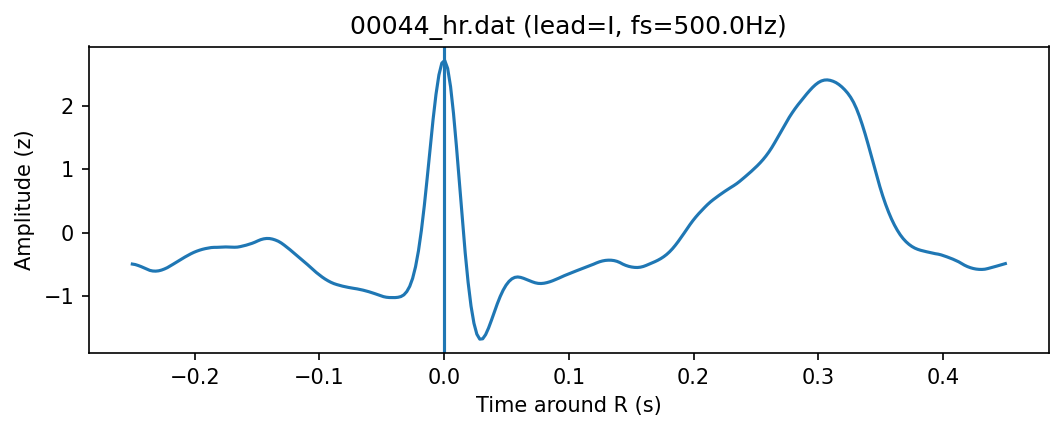 00044_hr.dat (lead=I, fs=500.0Hz)
Amplitude (z)
2
1
0
−1
−0.2 −0.1 0.0 0.1 0.2 0.3 0.4
Time around R (s)